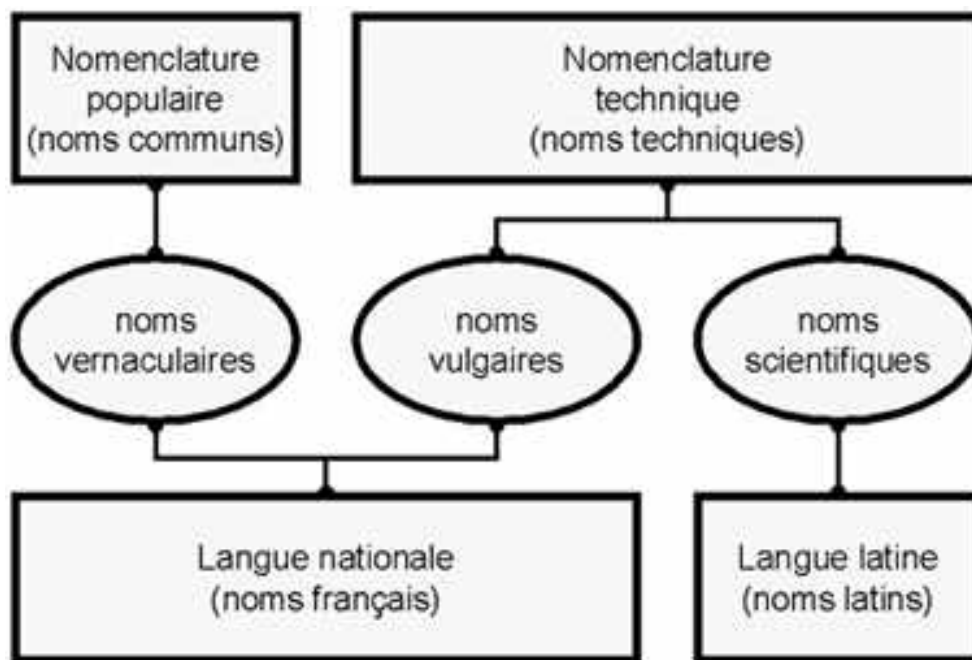 Nomenclature
populaire
(noms communs)
Nomenclature
technique
(noms techniques)
noms
vernaculaires
noms
vulgaires
noms
scientifiques
Langue nationale
(noms français)
Langue latine
(noms latins)